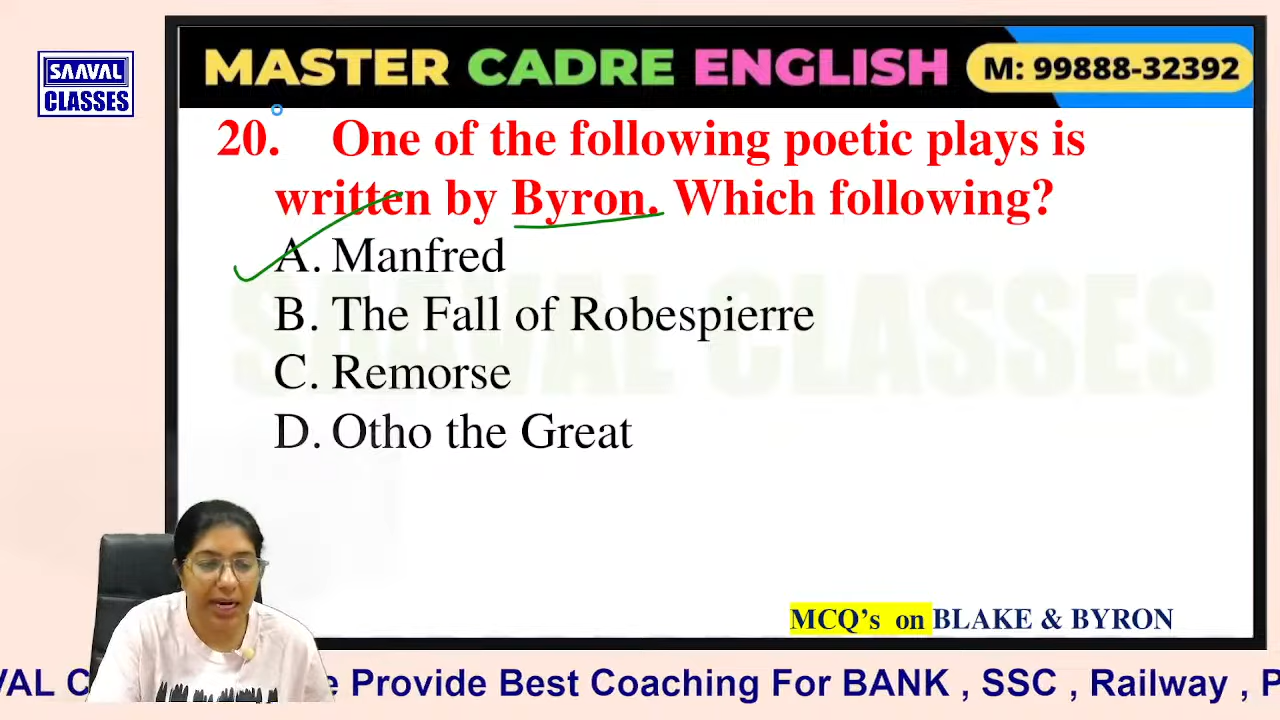 SAAVAL
CLASSES
MASTER CADRE ENGLISH
M: 99888-32392
20. One of the following poetic plays is
written by Byron. Which following?
A. Manfred
B. The Fall of Robespierre
C. Remorse
D. Otho the Great
SAAVAL CLASSES
MCQ's on BLAKE & BYRON
Provide Best Coaching For BANK , SSC , Railway ,